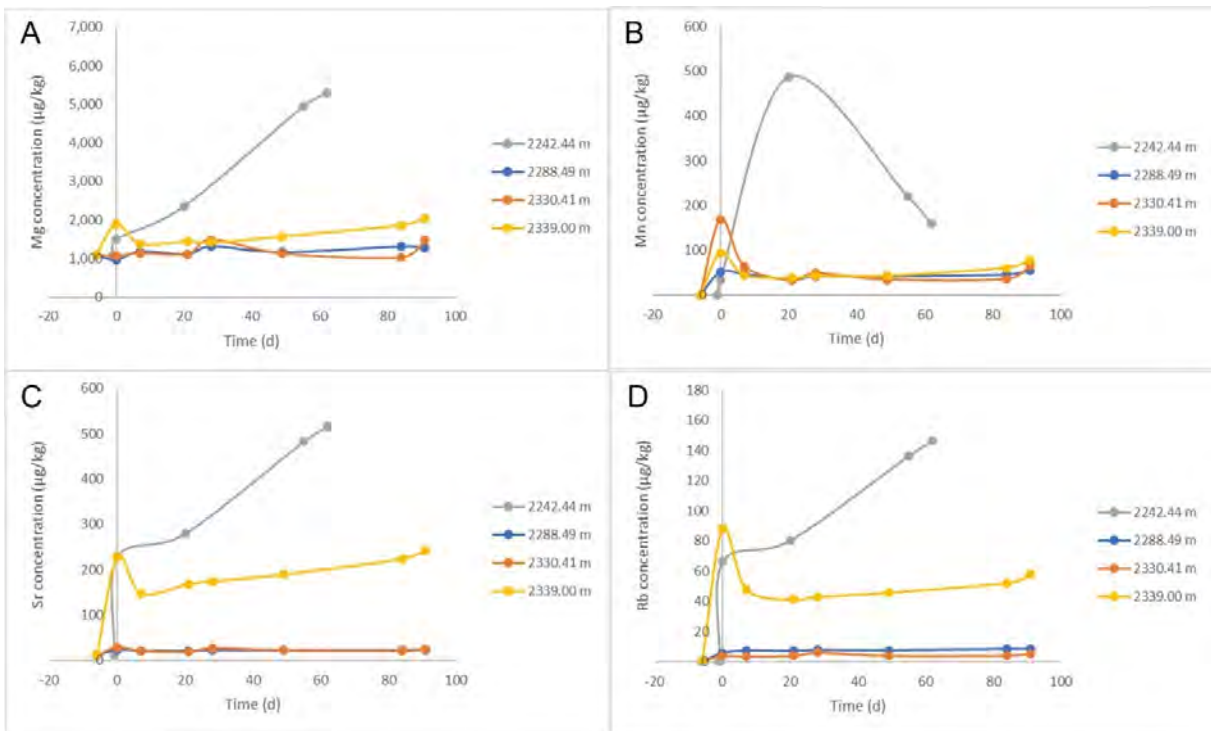 A
7,000
6,000
5,000
4,000
3,000
2,000
1,000
0
-20 0 20 40 60 80 100
Mg concentration (µg/kg)
Time (d)
2242.44 m
2288.49 m
2330.41 m
2339.00 m
B
600
500
400
300
200
100
0
-20 0 20 40 60 80 100
Mn concentration (µg/kg)
Time (d)
2242.44 m
2288.49 m
2330.41 m
2339.00 m
C
600
500
400
300
200
100
0
-20 0 20 40 60 80 100
Sr concentration (µg/kg)
Time (d)
2242.44 m
2288.49 m
2330.41 m
2339.00 m
D
180
160
140
120
100
80
60
40
20
0
-20 0 20 40 60 80 100
Rb concentration (µg/kg)
Time (d)
2242.44 m
2288.49 m
2330.41 m
2339.00 m